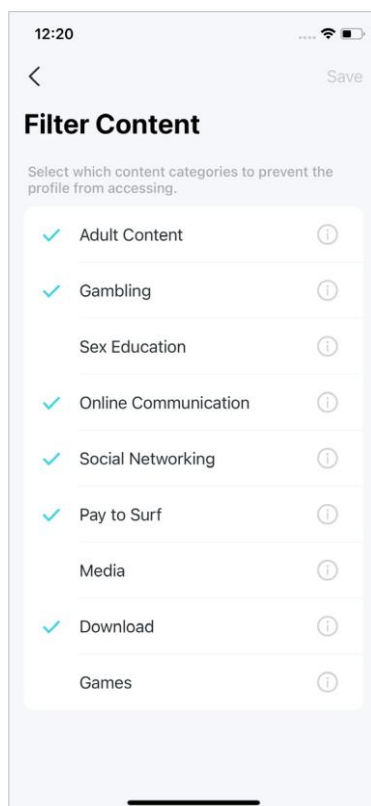 12:20
Save
Filter Content
Select which content categories to prevent the
profile from accessing.
Adult Content
Gambling
Sex Education
Online Communication
Social Networking
Pay to Surf
Media
Download
Games